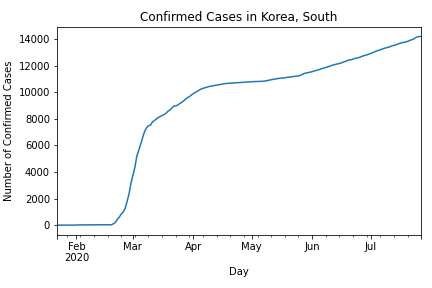 Confirmed Cases in Korea, South
Number of Confirmed Cases
14000
12000
10000
8000
6000
4000
2000
0
Feb Mar Apr May Jun Jul
2020
Day